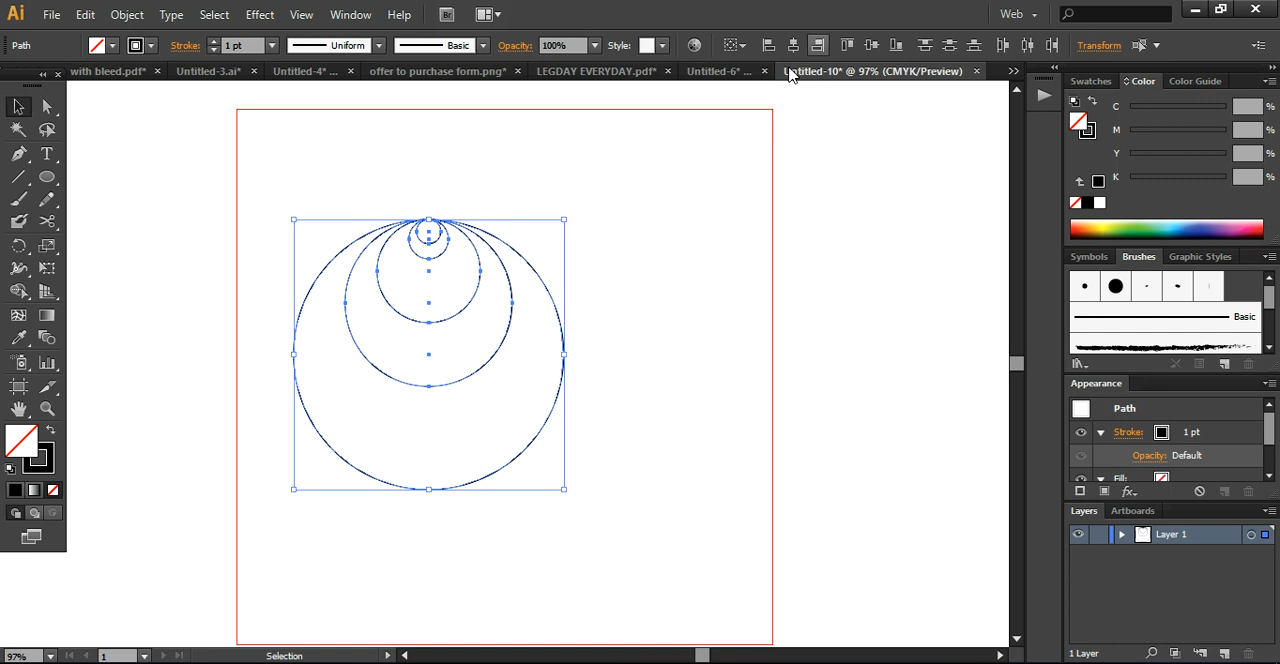 Ai File Edit Object Type Select Effect View Window Help Br Web
Path Stroke: 1 pt Uniform Basic Opacity: 100% Style: Transform
with bleed.pdf* × Untitled-3.ai* × Untitled-4* ... × offer to purchase form.png* × LEGDAY EVERYDAY.pdf* × Untitled-6* ... × Untitled-10* @ 97% (CMYK/Preview) ×
Swatches Color Color Guide
C %
M %
Y %
K %
Symbols Brushes Graphic Styles
Basic
Appearance
Path
Stroke: 1 pt
Opacity: Default
Fill:
Layers Artboards
Layer 1
1 Layer
97% 1 Selection